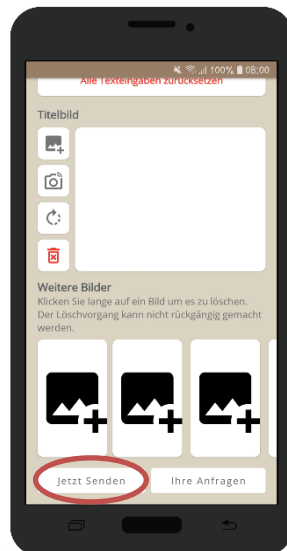 100% 08:00
Alle Texteingaben zurücksetzen
Titelbild
Weitere Bilder
Klicken Sie lange auf ein Bild um es zu löschen.
Der Löschvorgang kann nicht rückgängig gemacht
werden.
Jetzt Senden
Ihre Anfragen